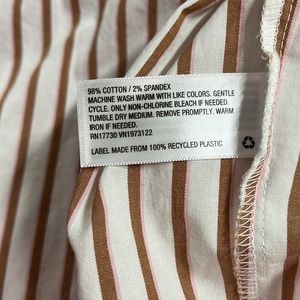 98% COTTON / 2% SPANDEX
MACHINE WASH WARM WITH LIKE COLORS. GENTLE
CYCLE. ONLY NON-CHLORINE BLEACH IF NEEDED.
TUMBLE DRY MEDIUM. REMOVE PROMPTLY. WARM
IRON IF NEEDED.
RN17730 VN1973122
LABEL MADE FROM 100% RECYCLED PLASTIC